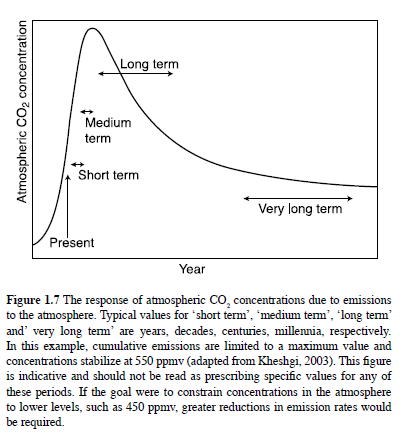 Atmospheric CO2 concentration
Long term
Medium
term
Short term
Present
Very long term
Year
Figure 1.7 The response of atmospheric CO2 concentrations due to emissions
to the atmosphere. Typical values for ‘short term’, ‘medium term’, ‘long term’
and’ very long term’ are years, decades, centuries, millennia, respectively.
In this example, cumulative emissions are limited to a maximum value and
concentrations stabilize at 550 ppmv (adapted from Kheshgi, 2003). This figure
is indicative and should not be read as prescribing specific values for any of
these periods. If the goal were to constrain concentrations in the atmosphere
to lower levels, such as 450 ppmv, greater reductions in emission rates would
be required.